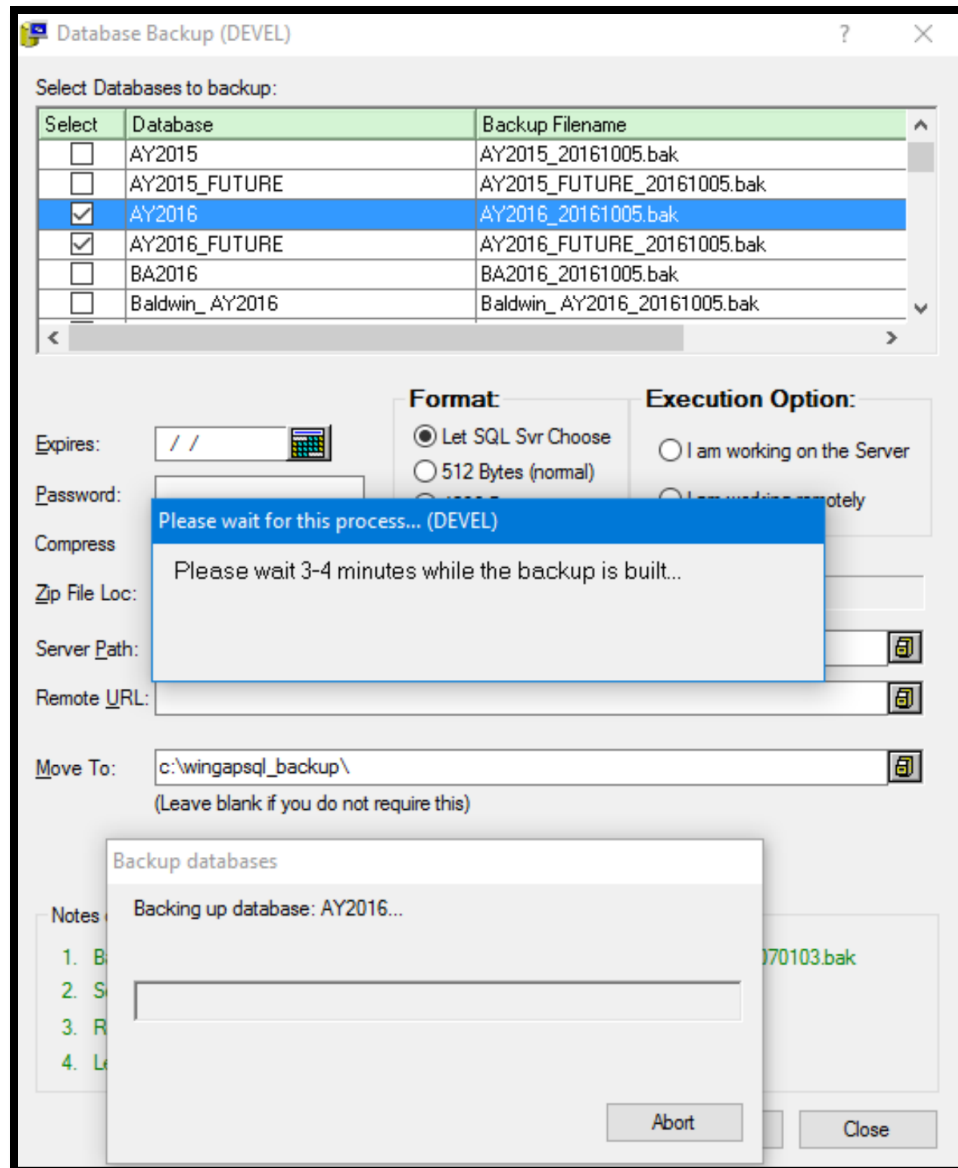 Database Backup (DEVEL) ?
Select Databases to backup:
Select Database Backup Filename
AY2015 AY2015_20161005.bak
AY2015_FUTURE AY2015_FUTURE_20161005.bak
AY2016 AY2016_20161005.bak
AY2016_FUTURE AY2016_FUTURE_20161005.bak
BA2016 BA2016_20161005.bak
Baldwin_ AY2016 Baldwin_ AY2016_20161005.bak
Format: Execution Option:
Expires: / / Let SQL Svr Choose I am working on the Server
512 Bytes (normal)
Password:
Please wait for this process... (DEVEL)
Compress
Please wait 3-4 minutes while the backup is built...
Zip File Loc:
Server Path:
Remote URL:
Move To: c:\wingapsql_backup\
(Leave blank if you do not require this)
Backup databases
Backing up database: AY2016...
Notes
1. 070103.bak
2.
3.
4.
Abort Close